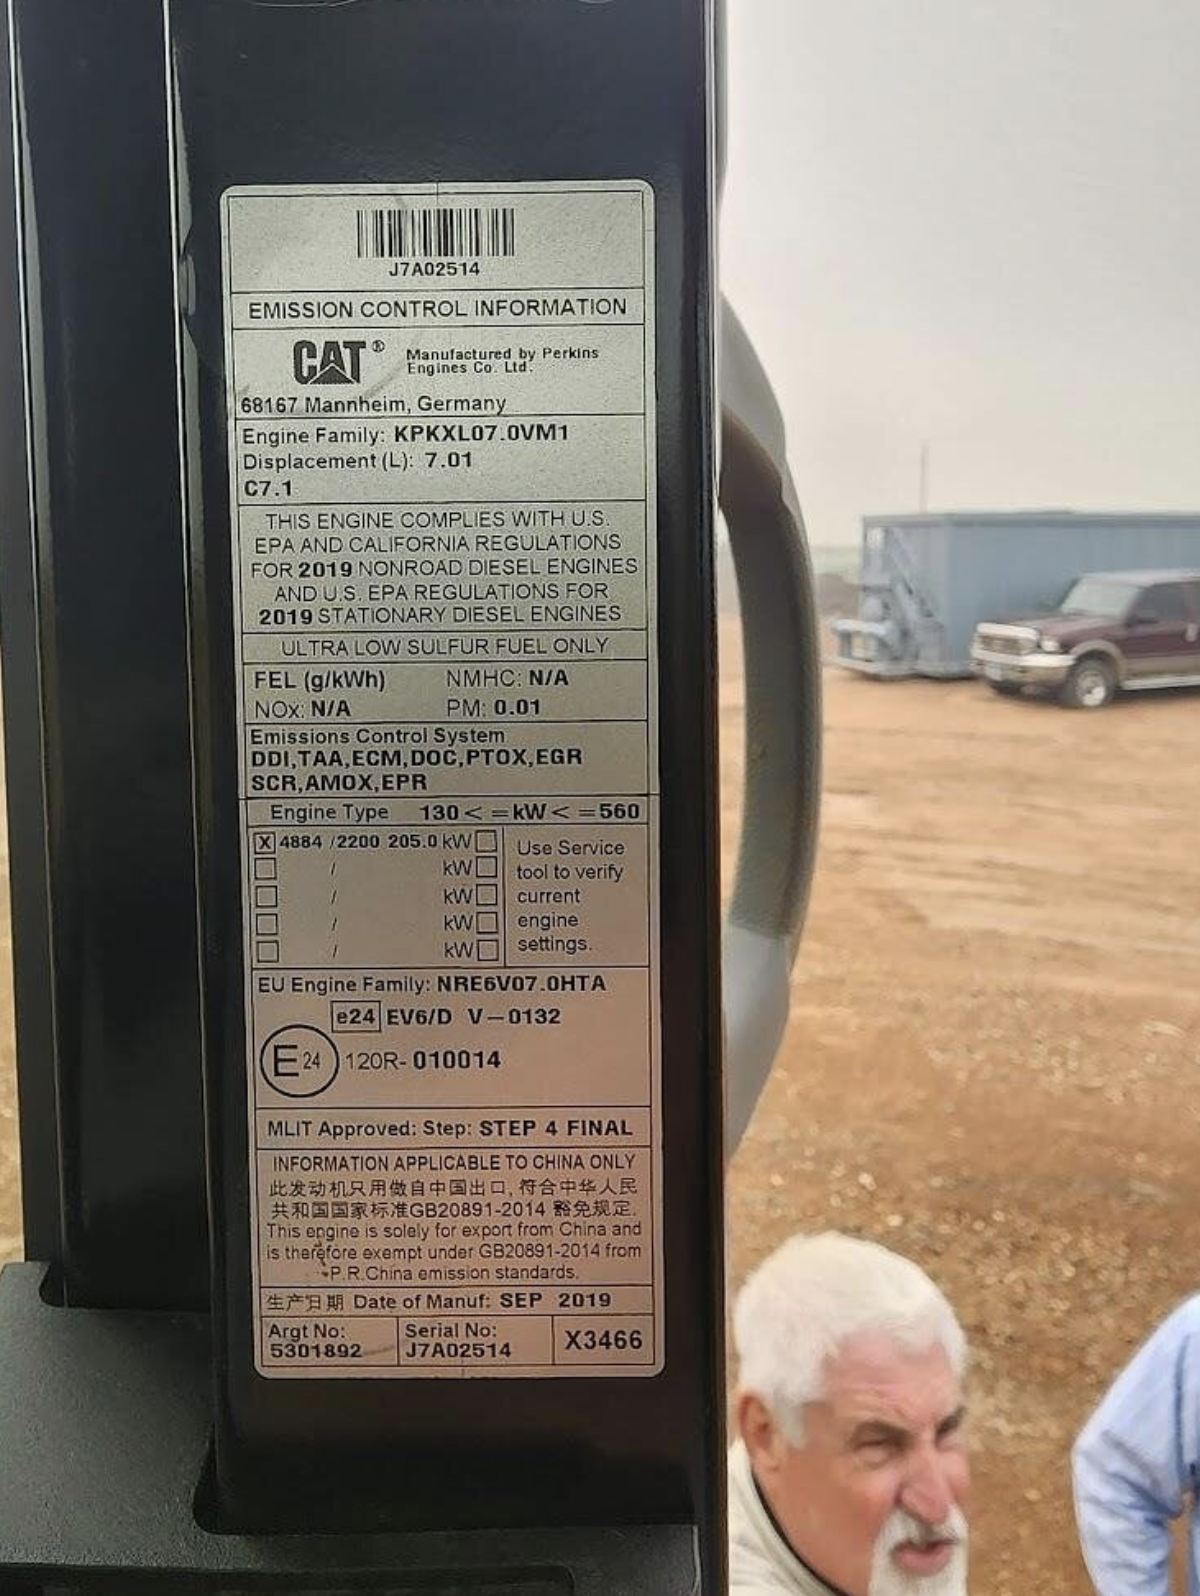 J7A02514
EMISSION CONTROL INFORMATION
CAT® Manufactured by Perkins
Engines Co. Ltd.
68167 Mannheim, Germany
Engine Family: KPKXL07.0VM1
Displacement (L): 7.01
C7.1
THIS ENGINE COMPLIES WITH U.S.
EPA AND CALIFORNIA REGULATIONS
FOR 2019 NONROAD DIESEL ENGINES
AND U.S. EPA REGULATIONS FOR
2019 STATIONARY DIESEL ENGINES
ULTRA LOW SULFUR FUEL ONLY
FEL (g/kWh) NMHC: N/A
NOx: N/A PM: 0.01
Emissions Control System
DDI,TAA,ECM,DOC,PTOX,EGR
SCR,AMOX,EPR
Engine Type 130 < =kW < =560
X 4884 /2200 205.0 kW
/ kW
/ kW
/ kW
/ kW
Use Service
tool to verify
current
engine
settings.
EU Engine Family: NRE6V07.0HTA
e24 EV6/D V-0132
E 24 120R- 010014
MLIT Approved: Step: STEP 4 FINAL
INFORMATION APPLICABLE TO CHINA ONLY
此发动机只用做自中国出口, 符合中华人民
共和国国家标准GB20891-2014 豁免规定.
This engine is solely for export from China and
is therefore exempt under GB20891-2014 from
P.R.China emission standards.
生产日期 Date of Manuf: SEP 2019
Argt No:
5301892
Serial No:
J7A02514
X3466